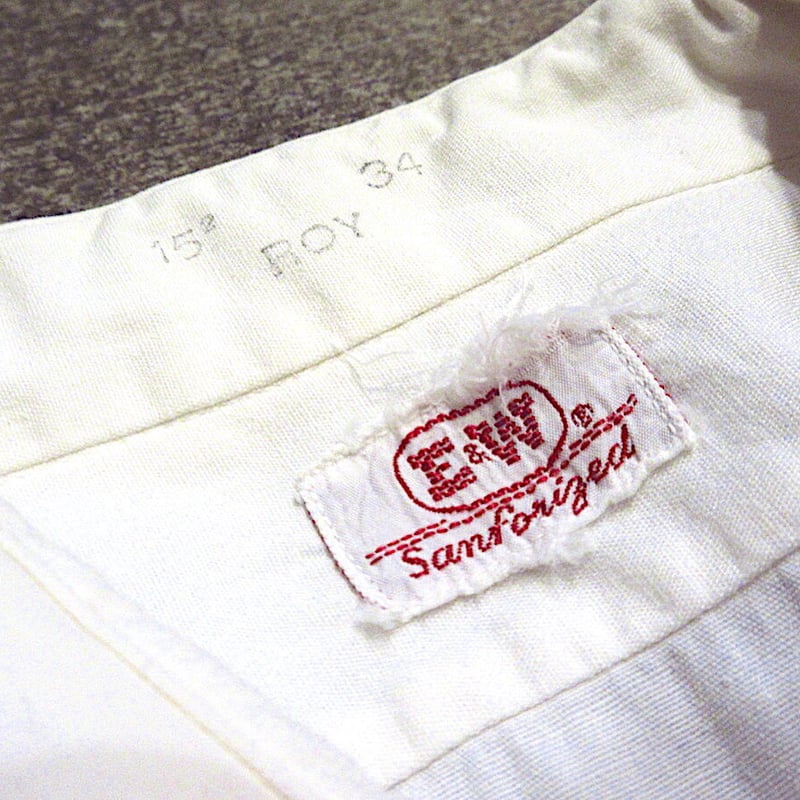 15² 34
ROY
E&W®
Sanforized